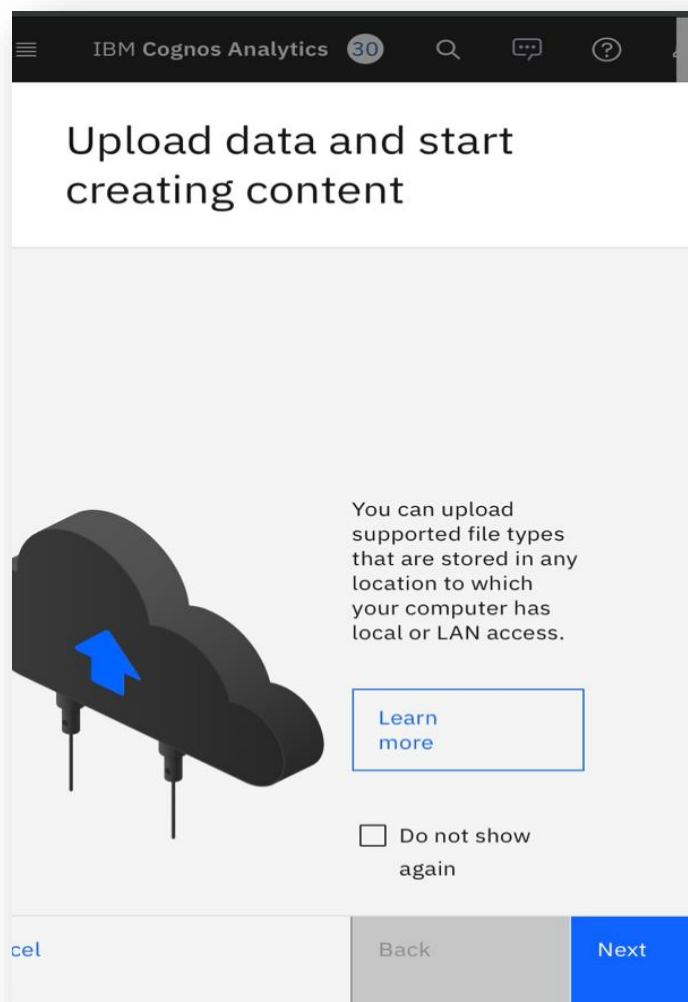 IBM Cognos Analytics 30
Upload data and start
creating content
You can upload
supported file types
that are stored in any
location to which
your computer has
local or LAN access.
Learn
more
Do not show
again
cel
Back
Next